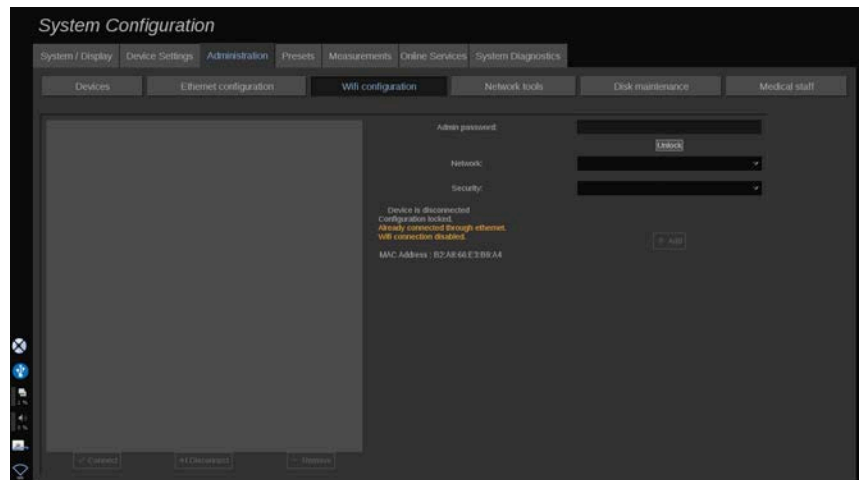 System Configuration
System / Display Device Settings Administration Presets Measurements Online Services System Diagnostics
Devices Ethernet configuration Wifi configuration Network tools Disk maintenance Medical staff
Admin password:
Unlock
Network:
Security:
Device is disconnected
Configuration locked.
Already connected through ethernet.
Wifi connection disabled.
Add
MAC Address : B2:A8:66:E3:B9:A4
Connect Disconnect Remove